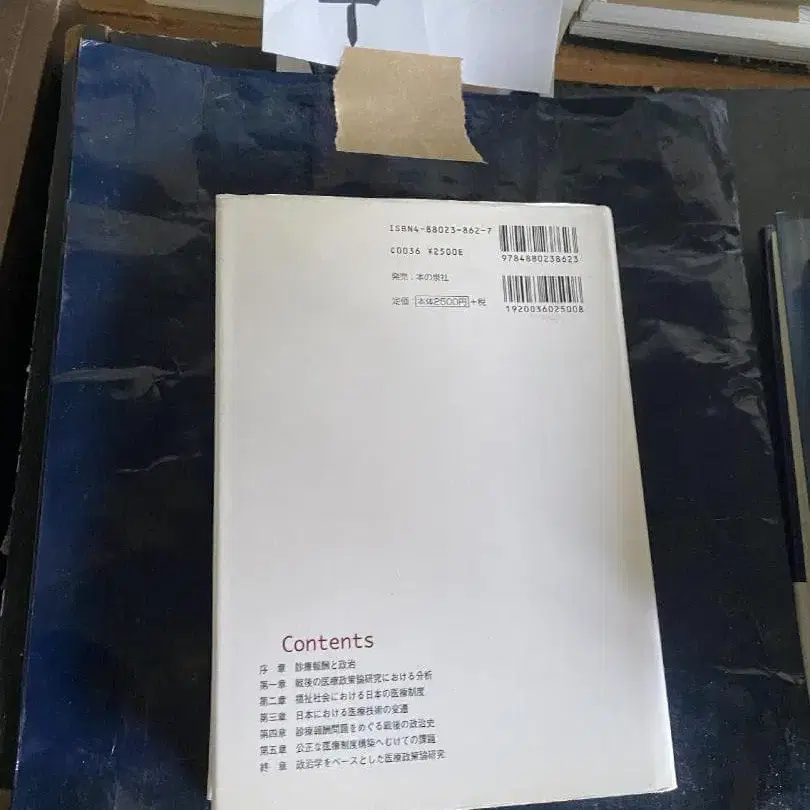 ISBN4-88023-862-7
C0036 ¥2500E
9784880238623
発売:本の泉社
定価 本体2500円+税
1920036025008
Contents
序 章 診療報酬と政治
第一章 戦後の医療政策論研究における分析
第二章 福祉社会における日本の医療制度
第三章 日本における医療技術の変遷
第四章 診療報酬問題をめぐる戦後の政治史
第五章 公正な医療制度構築へむけての課題
終 章 政治学をベースとした医療政策論研究